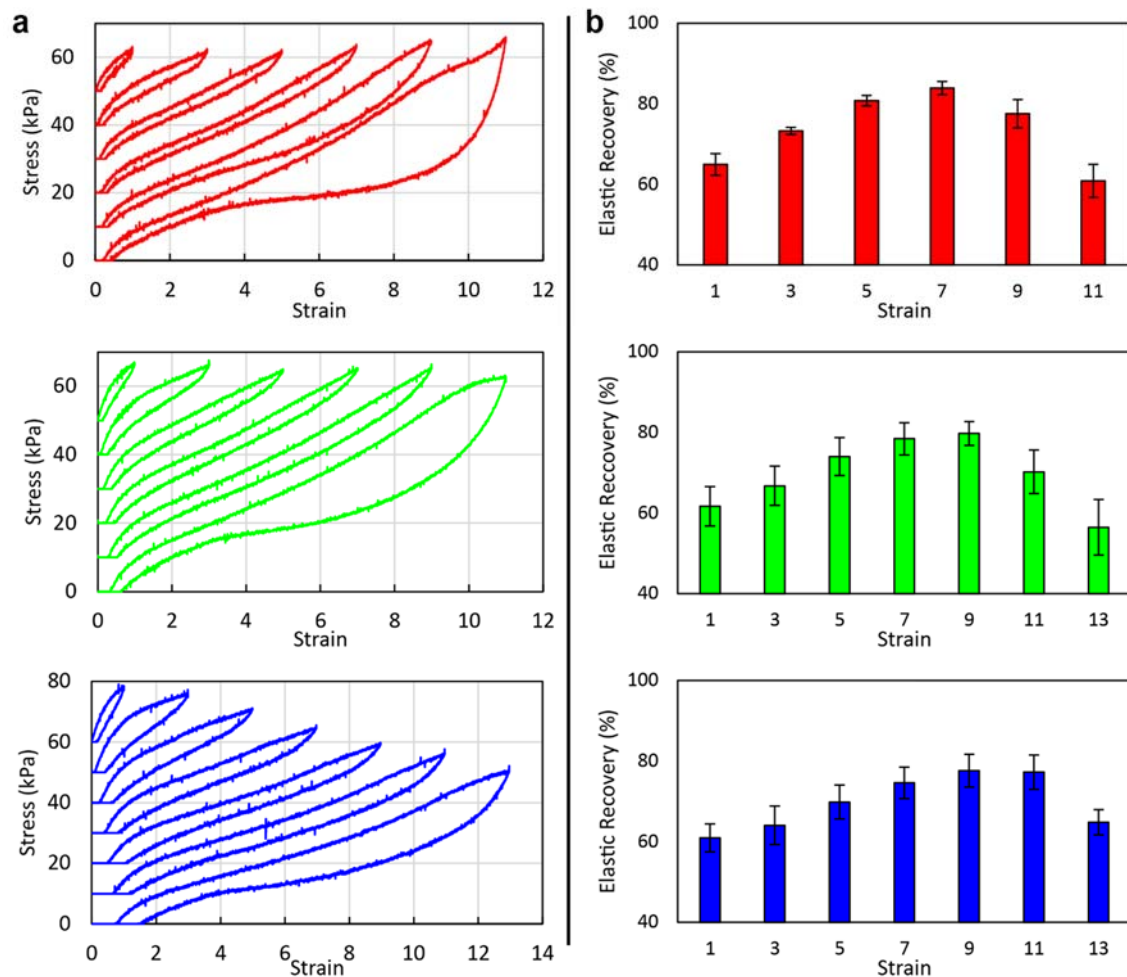 a
60
40
20
0
Stress (kPa)
0 2 4 6 8 10 12
Strain
60
40
20
0
Stress (kPa)
0 2 4 6 8 10 12
Strain
80
60
40
20
0
Stress (kPa)
0 2 4 6 8 10 12 14
Strain
b
100
80
60
40
Elastic Recovery (%)
1 3 5 7 9 11
Strain
100
80
60
40
Elastic Reccovery (%)
1 3 5 7 9 11 13
Strain
100
80
60
40
Elastic Recovery (%)
1 3 5 7 9 11 13
Strain